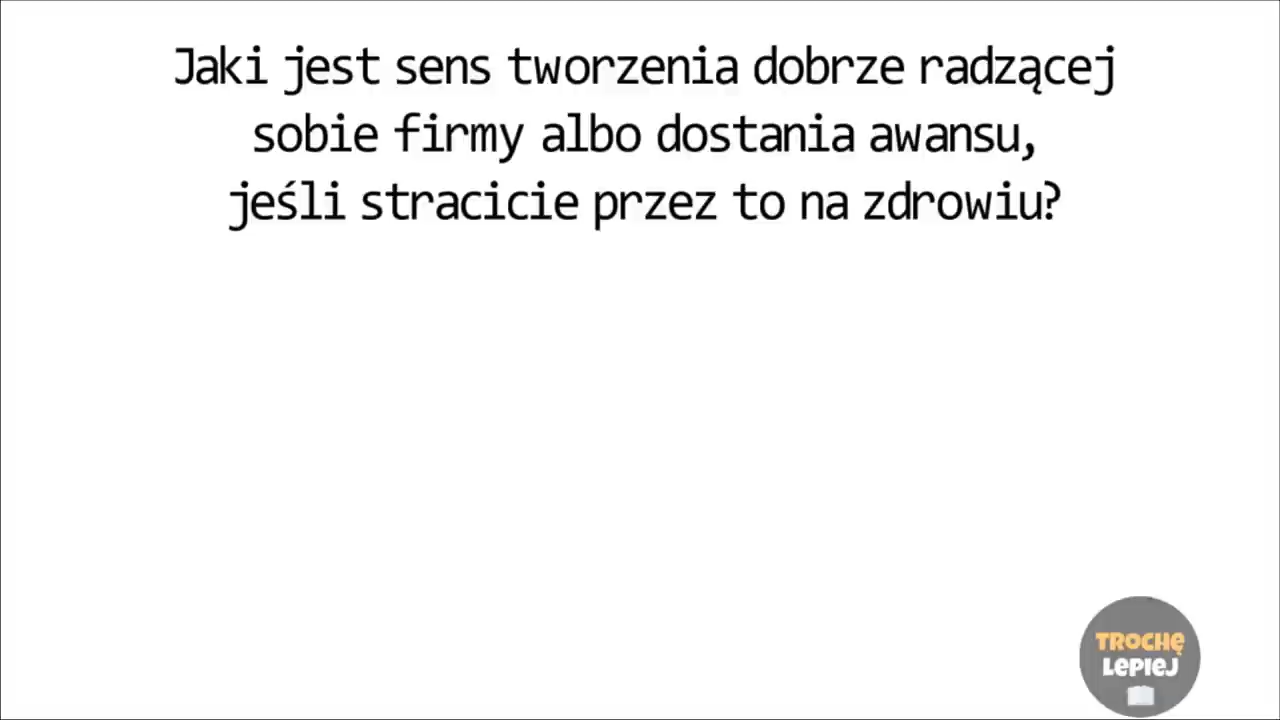 Jaki jest sens tworzenia dobrze radzącej
sobie firmy albo dostania awansu,
jeśli stracicie przez to na zdrowiu?
TROCHĘ
LEPIEJ